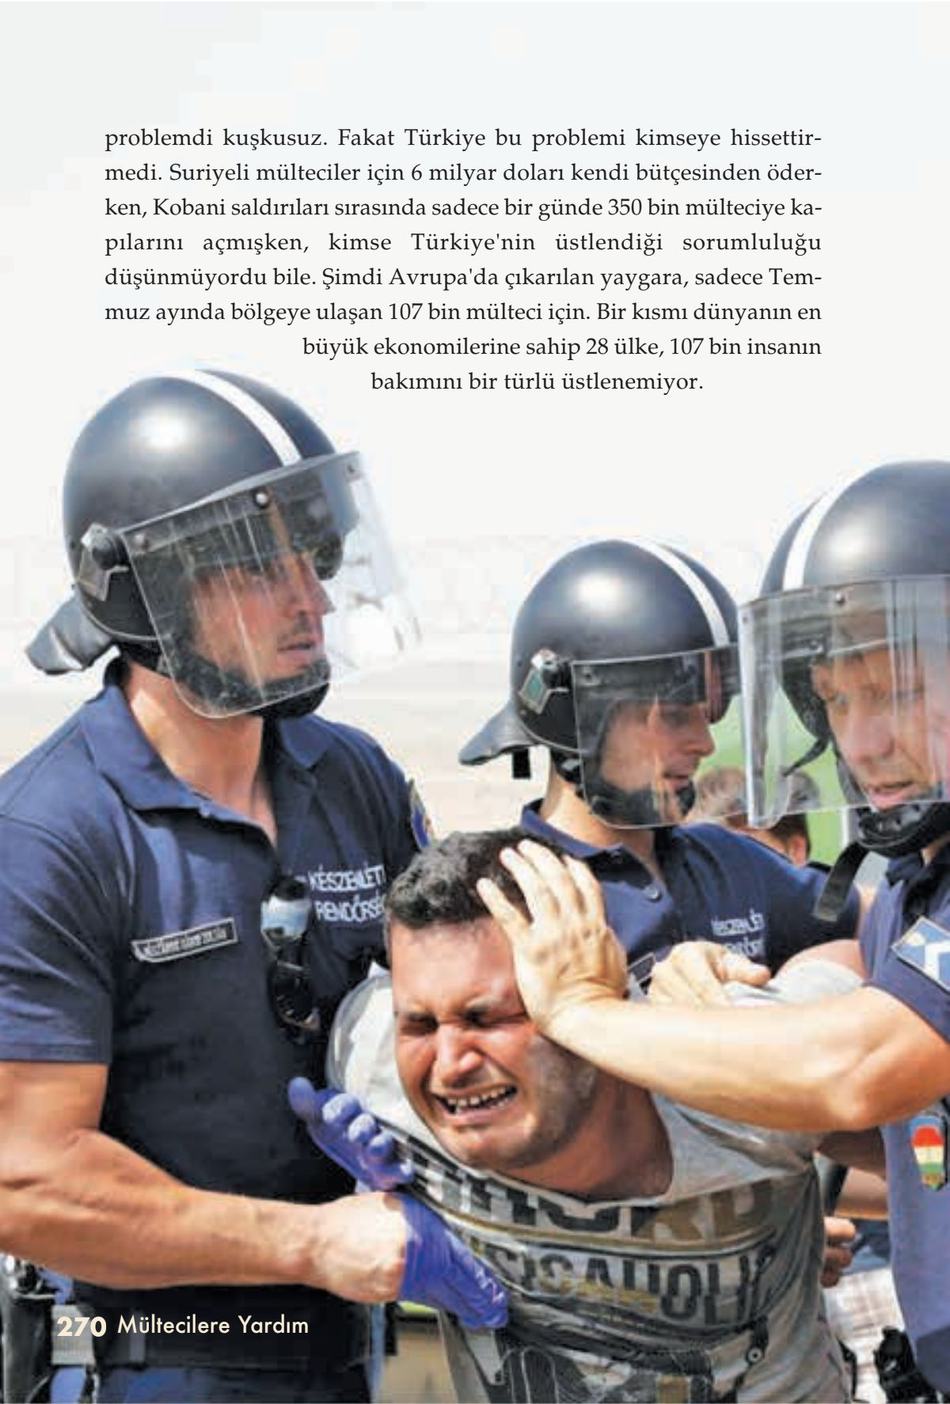 problemdi kuşkusuz. Fakat Türkiye bu problemi kimseye hissettir-
medi. Suriyeli mülteciler için 6 milyar doları kendi bütçesinden öder-
ken, Kobani saldırıları sırasında sadece bir günde 350 bin mülteciye ka-
pılarını açmışken, kimse Türkiye'nin üstlendiği sorumluluğu
düşünmüyordu bile. Şimdi Avrupa'da çıkarılan yaygara, sadece Tem-
muz ayında bölgeye ulaşan 107 bin mülteci için. Bir kısmı dünyanın en
büyük ekonomilerine sahip 28 ülke, 107 bin insanın
bakımını bir türlü üstlenemiyor.
KÉSZENLÉTI
RENDŐRSÉG
270 Mültecilere Yardım